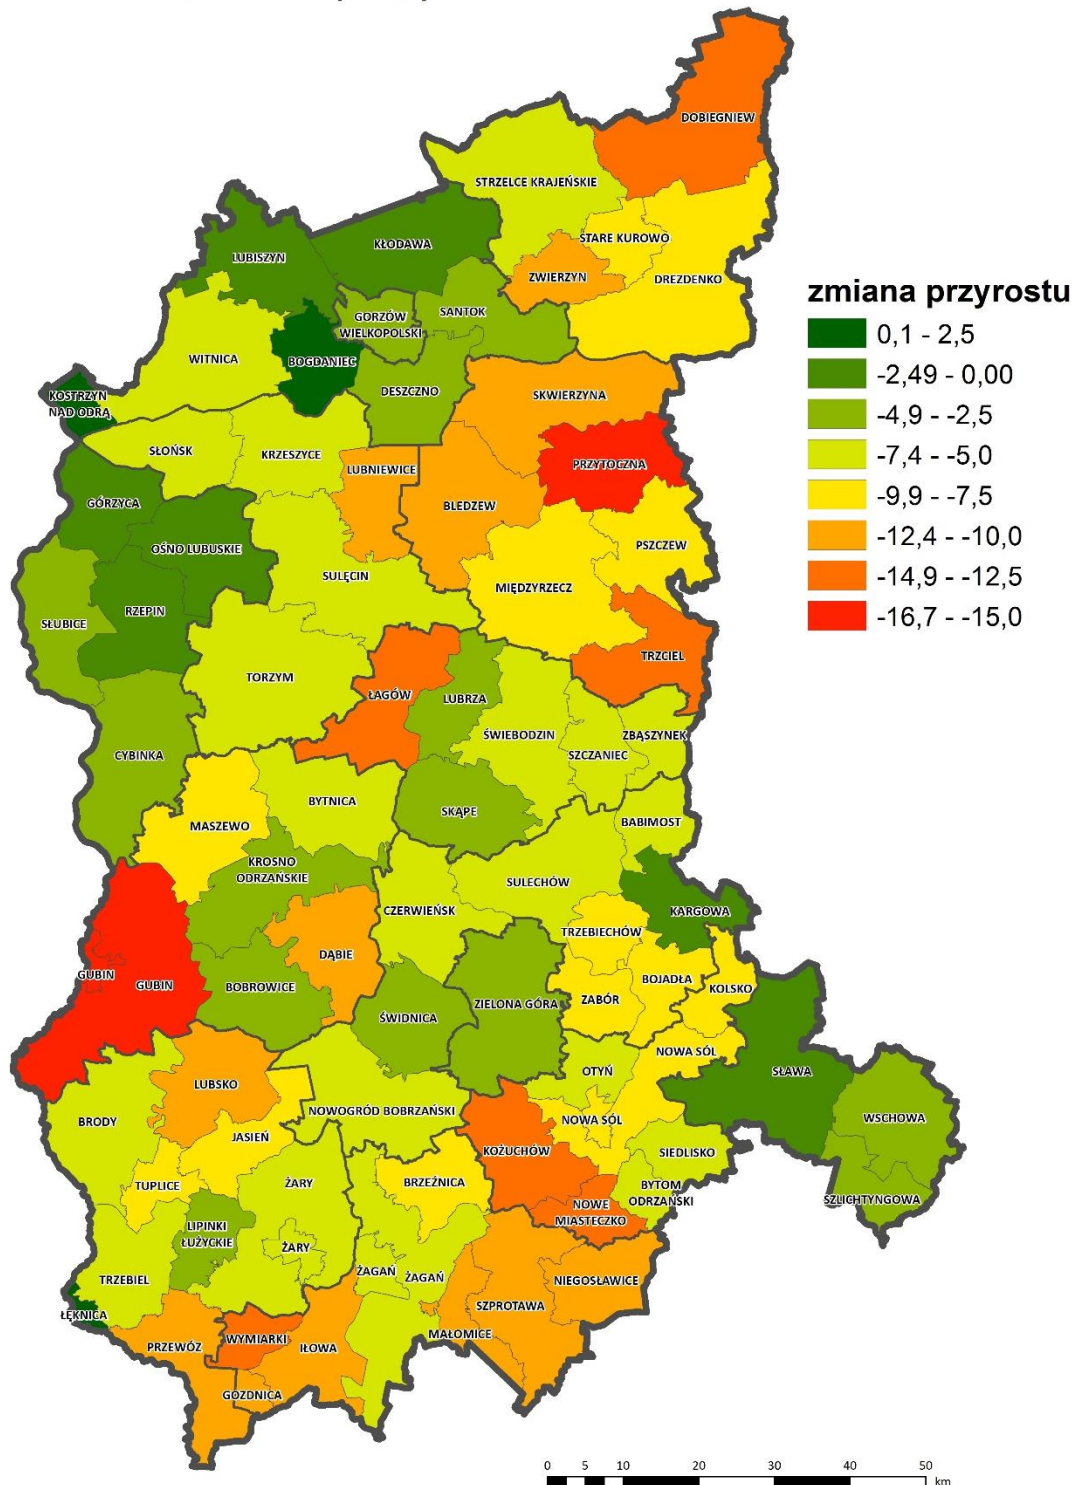 DOBIEGNIEW
STRZELCE KRAJEŃSKIE
STARE KUROWO
KŁODAWA
LUBISZYN
ZWIERZYN
DREZDENKO
zmiana przyrostu
0,1 - 2,5
-2,49 - 0,00
-4,9 - -2,5
-7,4 - -5,0
-9,9 - -7,5
-12,4 - -10,0
-14,9 - -12,5
-16,7 - -15,0
SANTOK
GORZÓW
WIELKOPOLSKI
WITNICA
BOGDANIEC
DESZCZNO
SKWIERZYNA
KOSTRZYN
NAD ODRĄ
SŁOŃSK
KRZESZYCE
LUBNIEWICE
PRZYTOCZNA
GÓRZYCA
BLEDZEW
OŚNO LUBUSKIE
PSZCZEW
SULĘCIN
MIĘDZYRZECZ
RZEPIN
SŁUBICE
TRZCIEL
TORZYM
ŁAGÓW
LUBRZA
ŚWIEBODZIN
ZBĄSZYNEK
SZCZANIEC
CYBINKA
BYTNICA
SKĄPE
BABIMOST
MASZEWO
KROSNO
ODRZAŃSKIE
SULECHÓW
CZERWIEŃSK
KARGOWA
TRZEBIECHÓW
DĄBIE
GUBIN
GUBIN
BOBROWICE
BOJADŁA
KOLSKO
ZABÓR
ZIELONA GÓRA
ŚWIDNICA
NOWA SÓL
OTYŃ
SŁAWA
LUBSKO
NOWOGRÓD BOBRZAŃSKI
BRODY
NOWA SÓL
WSCHOWA
JASIEŃ
KOŻUCHÓW
SIEDLISKO
TUPLICE
ŻARY
BRZEŹNICA
BYTOM
ODRZAŃSKI
SZLICHTYNGOWA
NOWE
MIASTECZKO
LIPINKI
ŁUŻYCKIE
ŻARY
TRZEBIEL
ŻAGAŃ
ŻAGAŃ
NIEGOSŁAWICE
ŁĘKNICA
SZPROTAWA
MAŁOMICE
PRZEWÓZ
WYMIARKI
IŁOWA
GOZDNICA
0 5 10 20 30 40 50
km